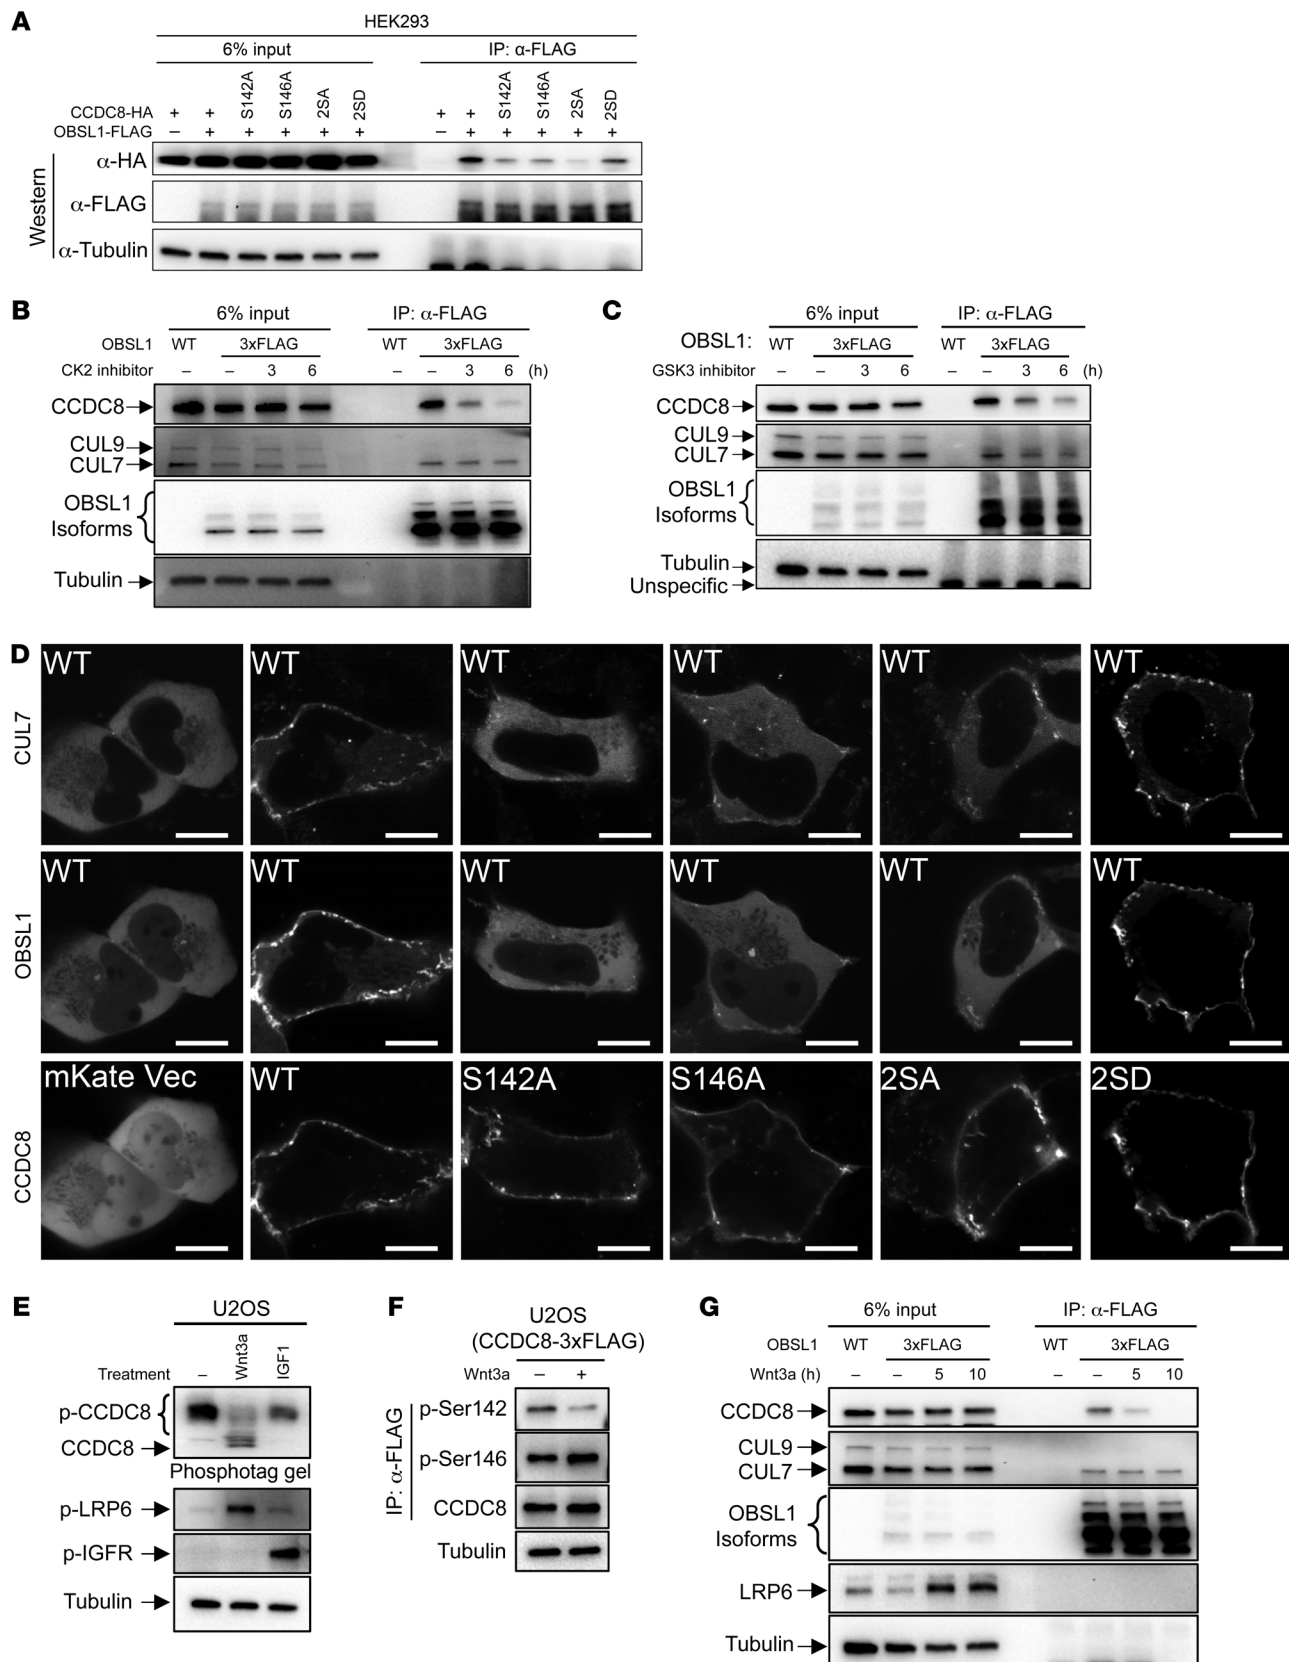 A
HEK293
6% input IP: α-FLAG
CCDC8-HA + + S142A S146A 2SA 2SD + + S142A S146A 2SA 2SD
OBSL1-FLAG – + + + + + – + + + + +
Western
α-HA
α-FLAG
α-Tubulin
B
6% input IP: α-FLAG
OBSL1 WT 3xFLAG WT 3xFLAG
CK2 inhibitor – – 3 6 – – 3 6 (h)
CCDC8
CUL9
CUL7
OBSL1
Isoforms
Tubulin
C
6% input IP: α-FLAG
OBSL1: WT 3xFLAG WT 3xFLAG
GSK3 inhibitor – – 3 6 – – 3 6 (h)
CCDC8
CUL9
CUL7
OBSL1
Isoforms
Tubulin
Unspecific
D
CUL7
WT WT WT WT WT WT
OBSL1
WT WT WT WT WT WT
CCDC8
mKate Vec WT S142A S146A 2SA 2SD
E
U2OS
Treatment – Wnt3a IGF1
p-CCDC8
CCDC8
Phosphotag gel
p-LRP6
p-IGFR
Tubulin
F
U2OS
(CCDC8-3xFLAG)
Wnt3a – +
IP: α-FLAG
p-Ser142
p-Ser146
CCDC8
Tubulin
G
6% input IP: α-FLAG
OBSL1 WT 3xFLAG WT 3xFLAG
Wnt3a (h) – – 5 10 – – 5 10
CCDC8
CUL9
CUL7
OBSL1
Isoforms
LRP6
Tubulin